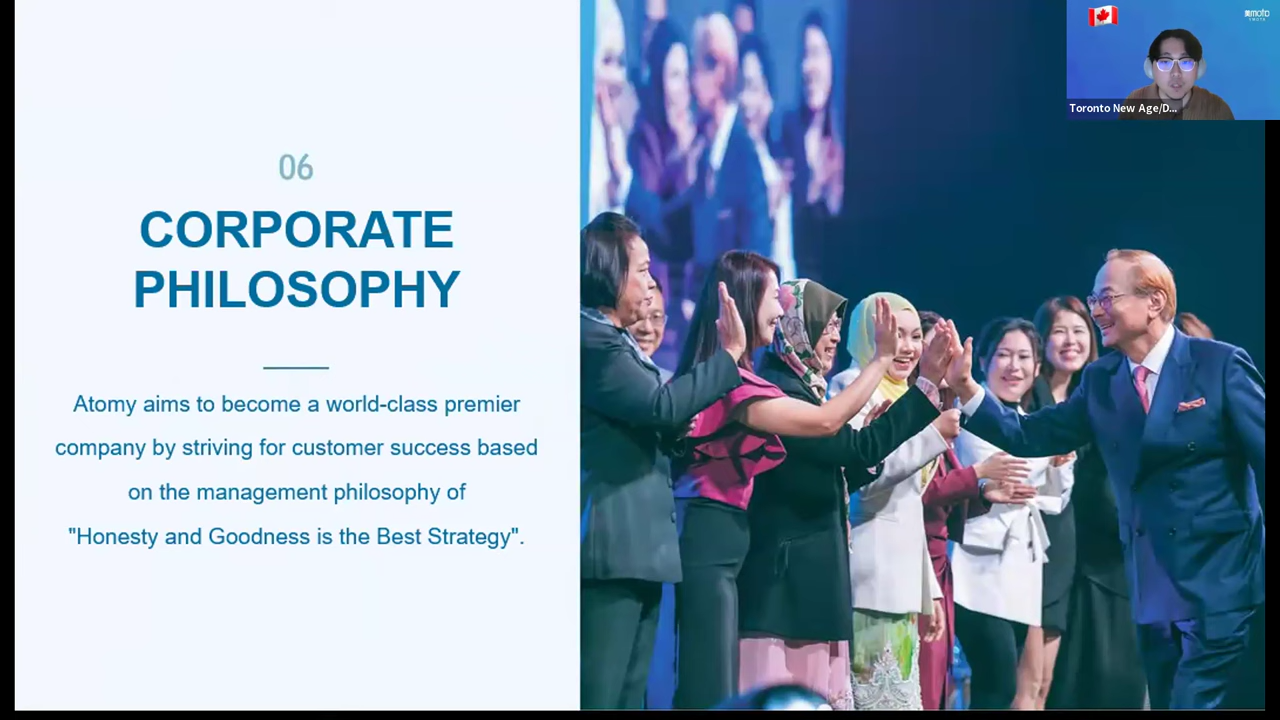 06
CORPORATE
PHILOSOPHY
Atomy aims to become a world-class premier
company by striving for customer success based
on the management philosophy of
"Honesty and Goodness is the Best Strategy".
Toronto New Age/D...